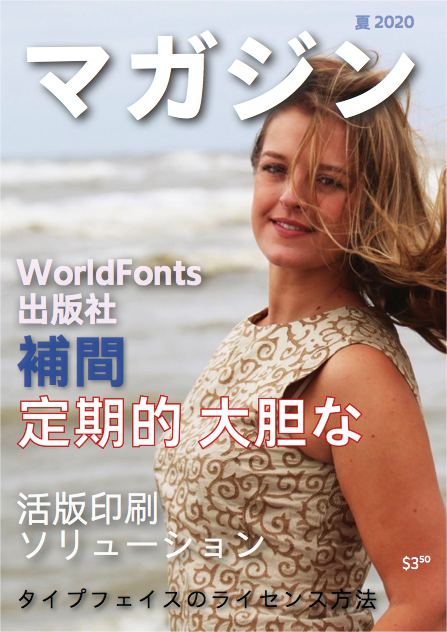 夏 2020
マガジン
WorldFonts
出版社
補間
定期的 大胆な
活版印刷
ソリューション
$3⁵⁰
タイプフェイスのライセンス方法